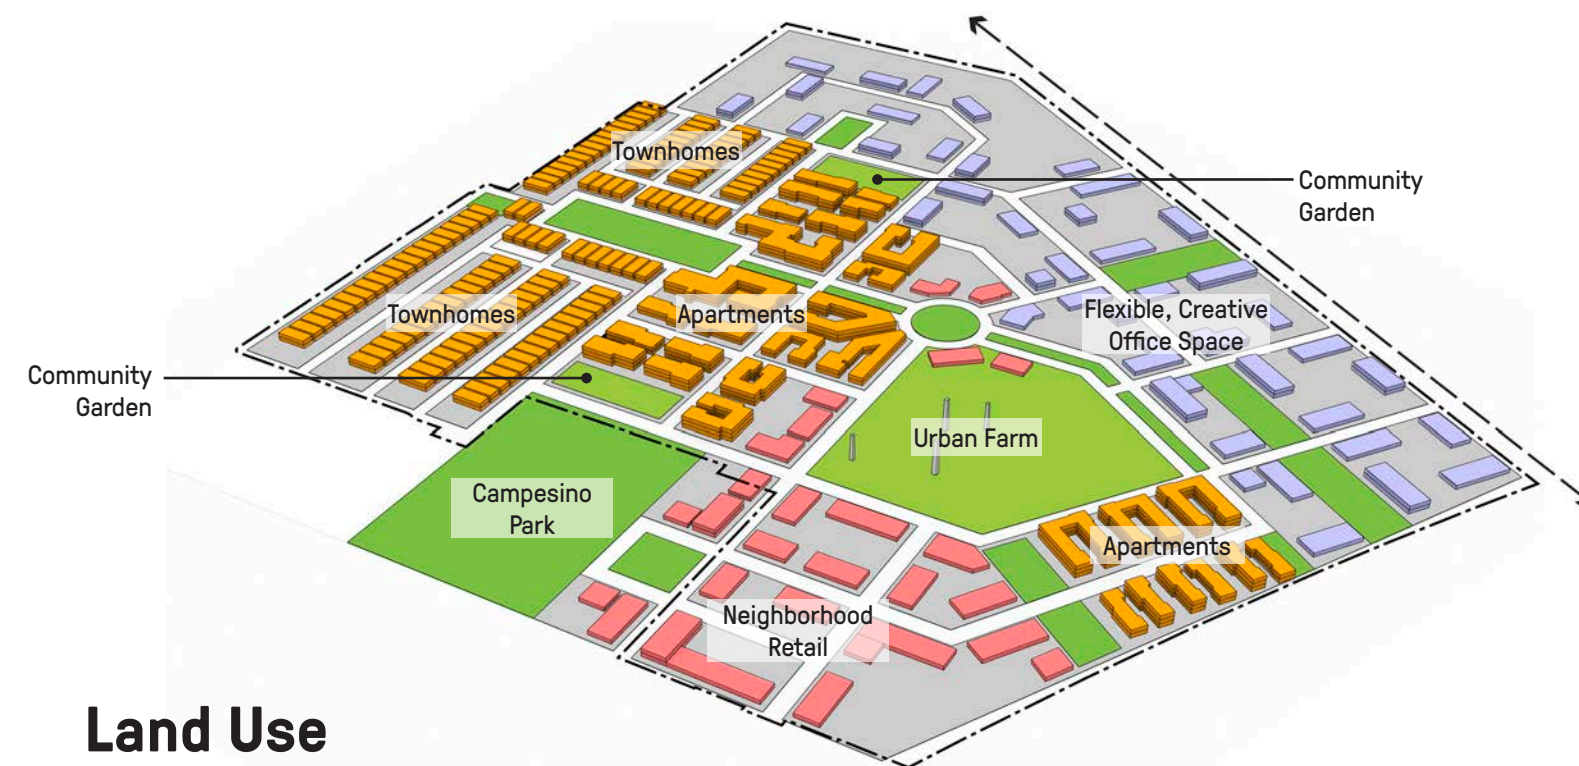 Townhomes
Community
Garden
Townhomes
Apartments
Flexible, Creative
Office Space
Community
Garden
Urban Farm
Campesino
Park
Apartments
Neighborhood
Retail
Land Use